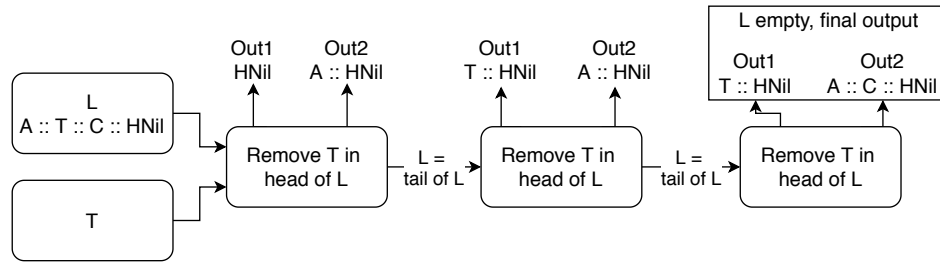 L
A :: T :: C :: HNil
T
Out1
HNil
Out2
A :: HNil
Remove T in
head of L
L =
tail of L
Out1
T :: HNil
Out2
A :: HNil
Remove T in
head of L
L =
tail of L
L empty, final output
Out1
T :: HNil
Out2
A :: C :: HNil
Remove T in
head of L